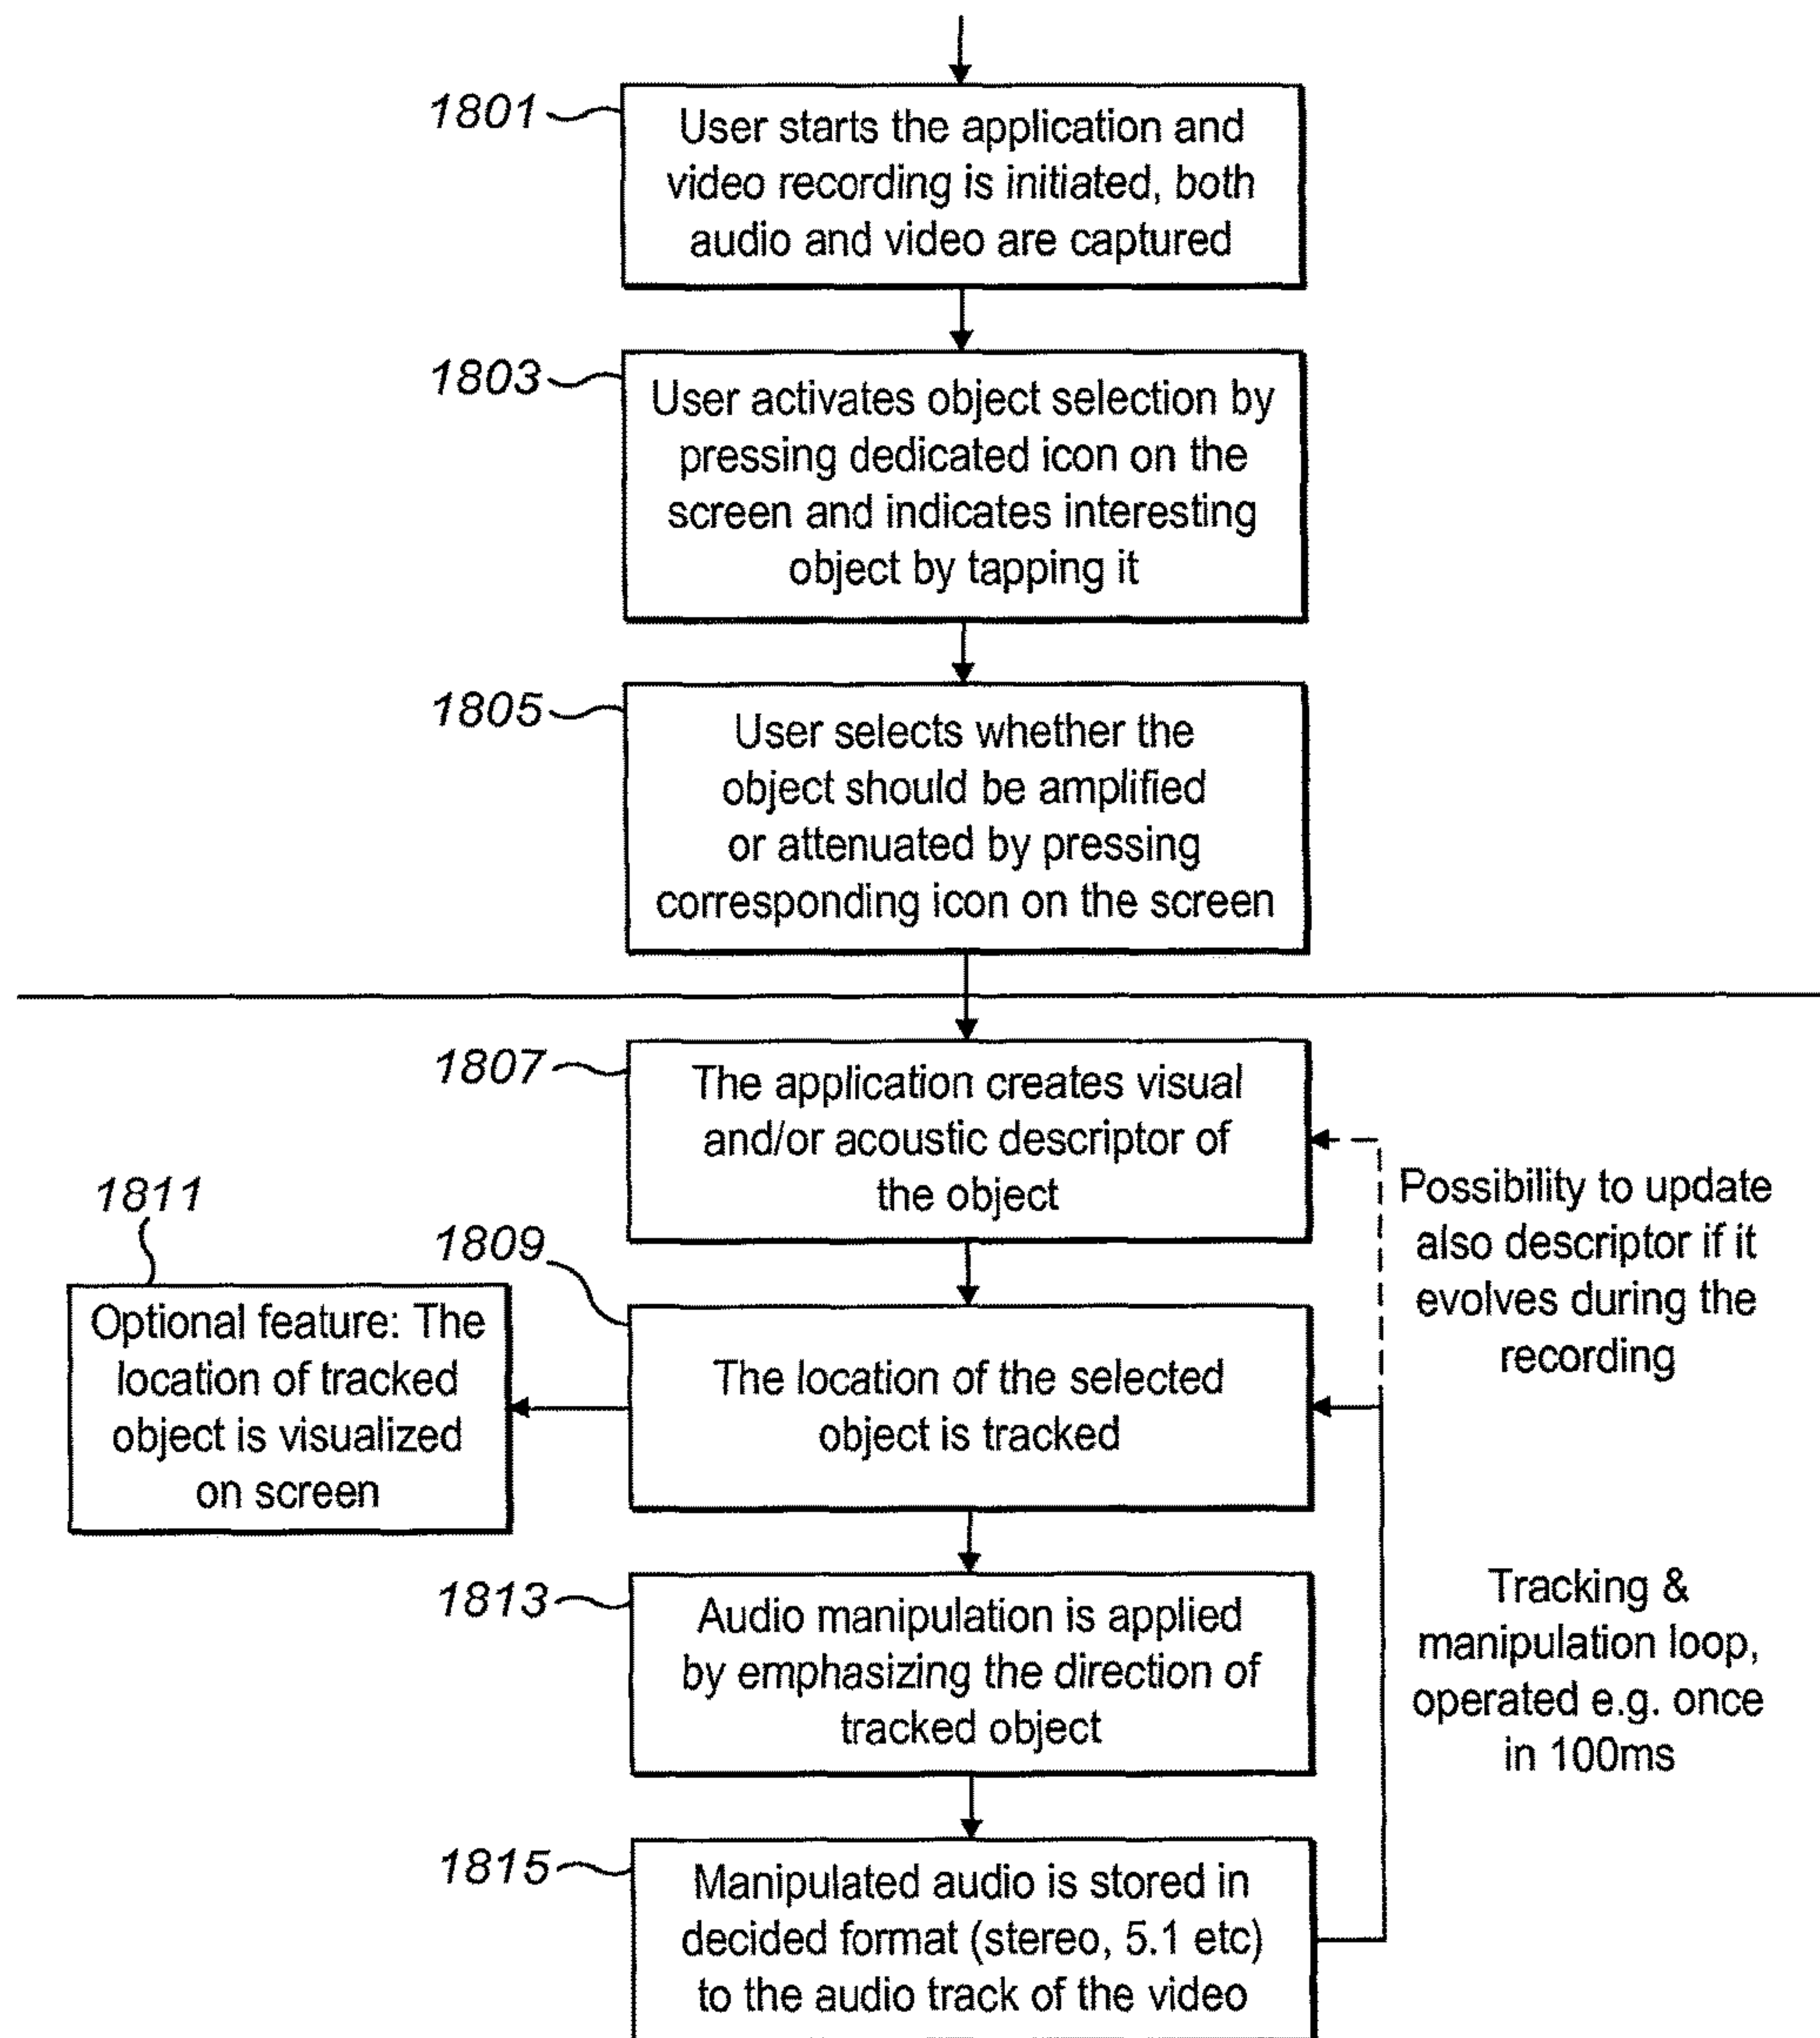 1801
User starts the application and
video recording is initiated, both
audio and video are captured
1803
User activates object selection by
pressing dedicated icon on the
screen and indicates interesting
object by tapping it
1805
User selects whether the
object should be amplified
or attenuated by pressing
corresponding icon on the screen
1807
The application creates visual
and/or acoustic descriptor of
the object
Possibility to update
also descriptor if it
evolves during the
recording
1811
Optional feature: The
location of tracked
object is visualized
on screen
1809
The location of the selected
object is tracked
1813
Audio manipulation is applied
by emphasizing the direction of
tracked object
Tracking &
manipulation loop,
operated e.g. once
in 100ms
1815
Manipulated audio is stored in
decided format (stereo, 5.1 etc)
to the audio track of the video